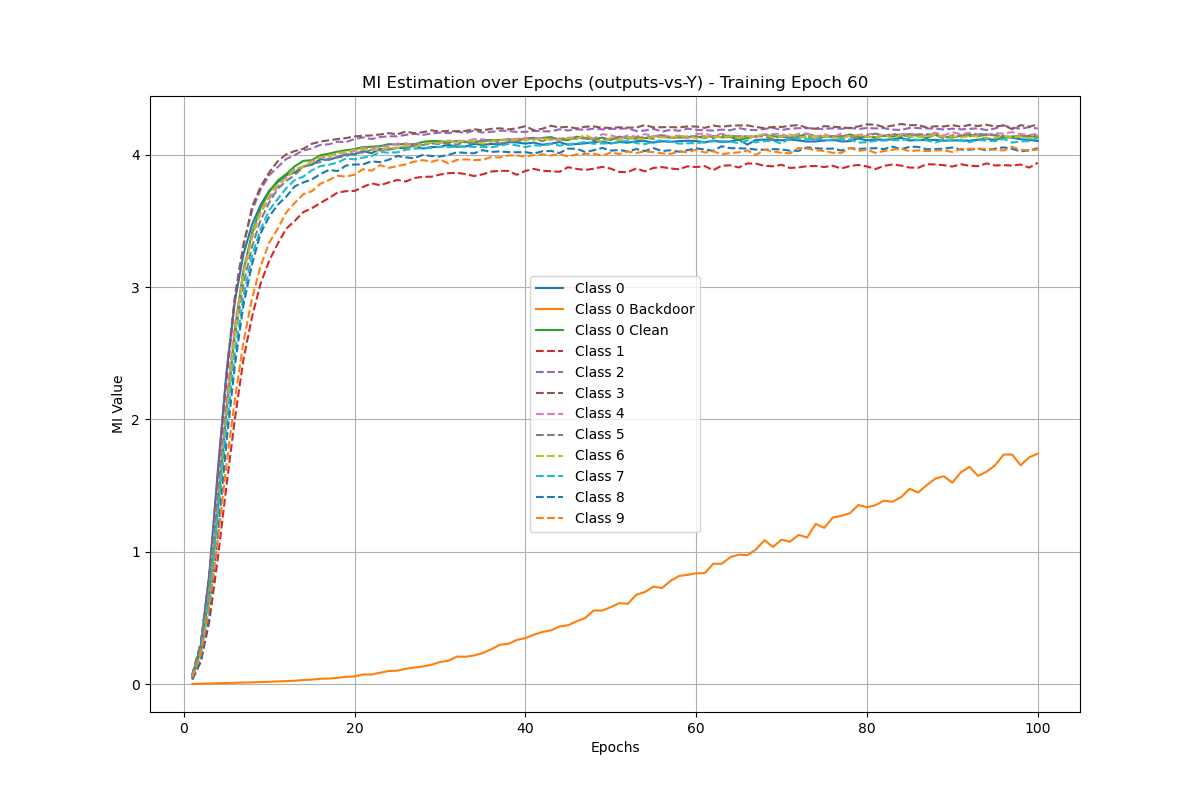 MI Estimation over Epochs (outputs-vs-Y) - Training Epoch 60
MI Value
4
3
2
1
0
Class 0
Class 0 Backdoor
Class 0 Clean
Class 1
Class 2
Class 3
Class 4
Class 5
Class 6
Class 7
Class 8
Class 9
0 20 40 60 80 100
Epochs